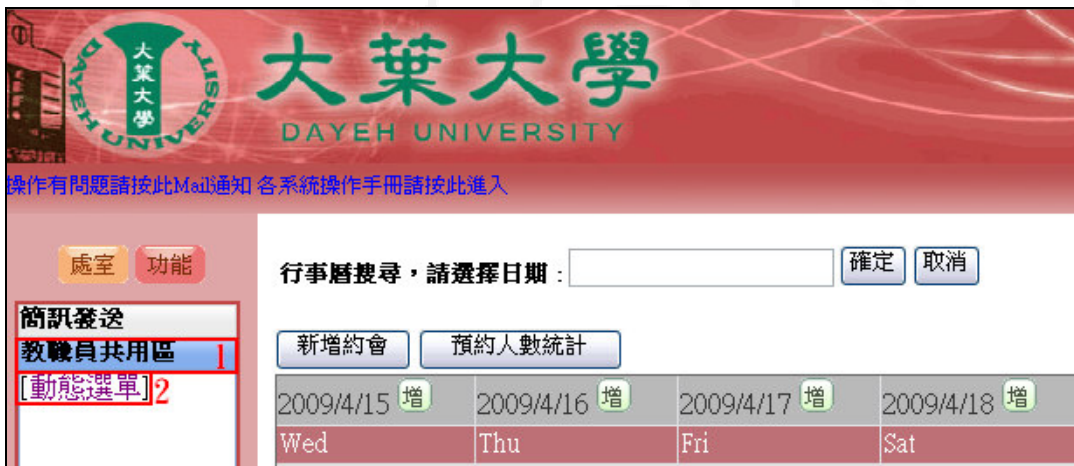 大葉大學
DAYEH UNIVERSITY
大葉大學
DAYEH UNIVERSITY
操作有問題請按此Mail通知 各系統操作手冊請按此進入
處室 功能
行事曆搜尋，請選擇日期 : 確定 取消
簡訊發送
教職員共用區 1
[動態選單] 2
新增約會 預約人數統計
2009/4/15 增 2009/4/16 增 2009/4/17 增 2009/4/18 增
Wed Thu Fri Sat